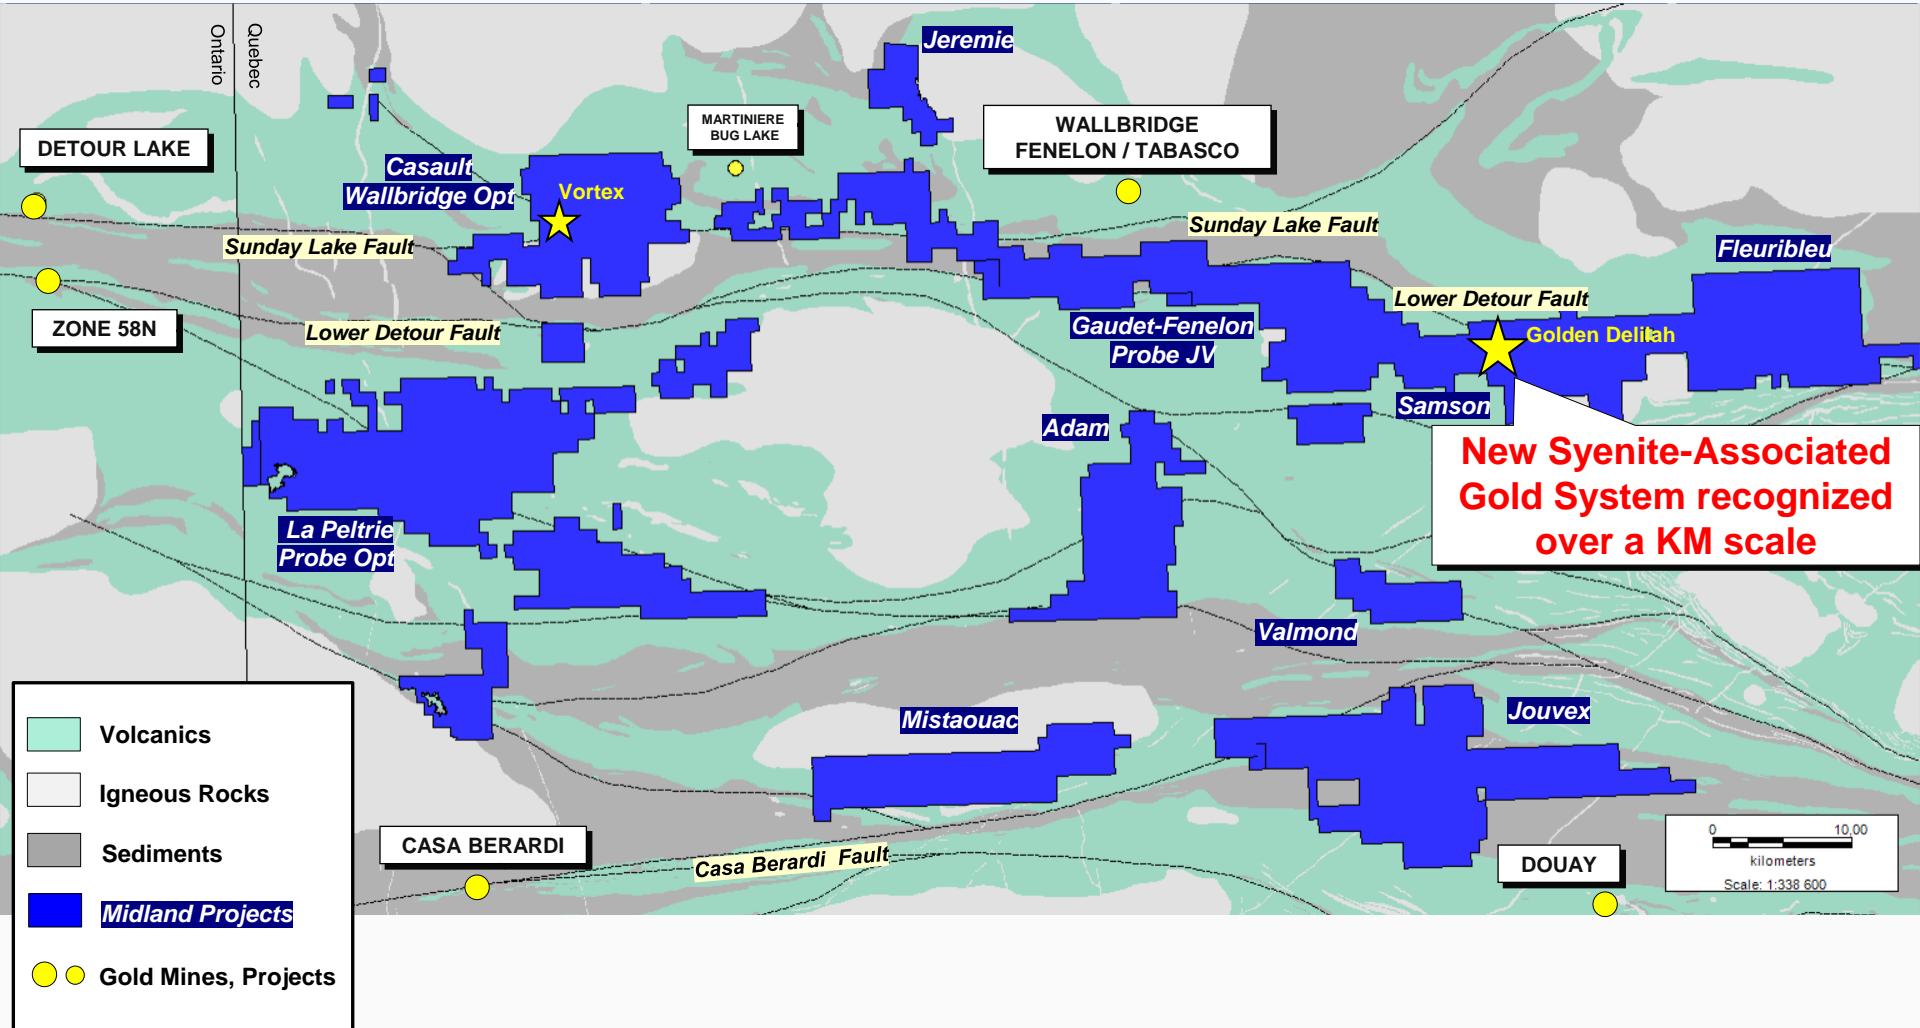 Quebec
Ontario
Jeremie
DETOUR LAKE
MARTINIERE
BUG LAKE
WALLBRIDGE
FENELON / TABASCO
Casault
Wallbridge Opt
Vortex
Sunday Lake Fault
Sunday Lake Fault
Fleuribleu
ZONE 58N
Lower Detour Fault
Lower Detour Fault
Gaudet-Fenelon
Probe JV
Golden Delilah
Samson
Adam
New Syenite-Associated
Gold System recognized
over a KM scale
La Peltrie
Probe Opt
Valmond
Mistaouac
Jouvex
Volcanics
Igneous Rocks
Sediments
Midland Projects
Gold Mines, Projects
CASA BERARDI
Casa Berardi Fault
DOUAY
0 10,00
kilometers
Scale: 1:338 600